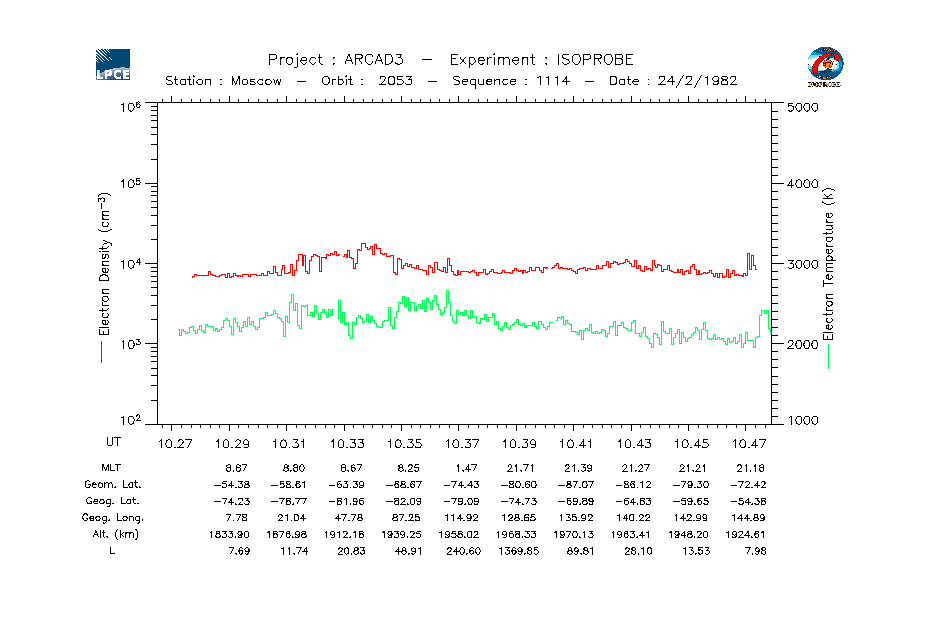 LPCE
Project : ARCAD3 — Experiment : ISOPROBE
Station : Moscow — Orbit : 2053 — Sequence : 1114 — Date : 24/2/1982
ISOPROBE
10^6 5000
10^5 4000
10^4 3000
10^3 2000
10^2 1000
Electron Density (cm^-3)
Electron Temperature (K)
UT 10.27 10.29 10.31 10.33 10.35 10.37 10.39 10.41 10.43 10.45 10.47
MLT 8.87 8.80 8.67 8.25 1.47 21.71 21.39 21.27 21.21 21.18
Geom. Lat. −54.38 −58.61 −63.39 −68.67 −74.43 −80.60 −87.07 −86.12 −79.30 −72.42
Geog. Lat. −74.23 −78.77 −81.96 −82.09 −79.09 −74.73 −69.89 −64.83 −59.65 −54.38
Geog. Long. 7.78 21.04 47.78 87.25 114.92 128.65 135.92 140.22 142.99 144.89
Alt. (km) 1833.90 1876.98 1912.18 1939.25 1958.02 1968.33 1970.13 1963.41 1948.20 1924.61
L 7.69 11.74 20.83 48.91 240.60 1369.85 89.81 28.10 13.53 7.98